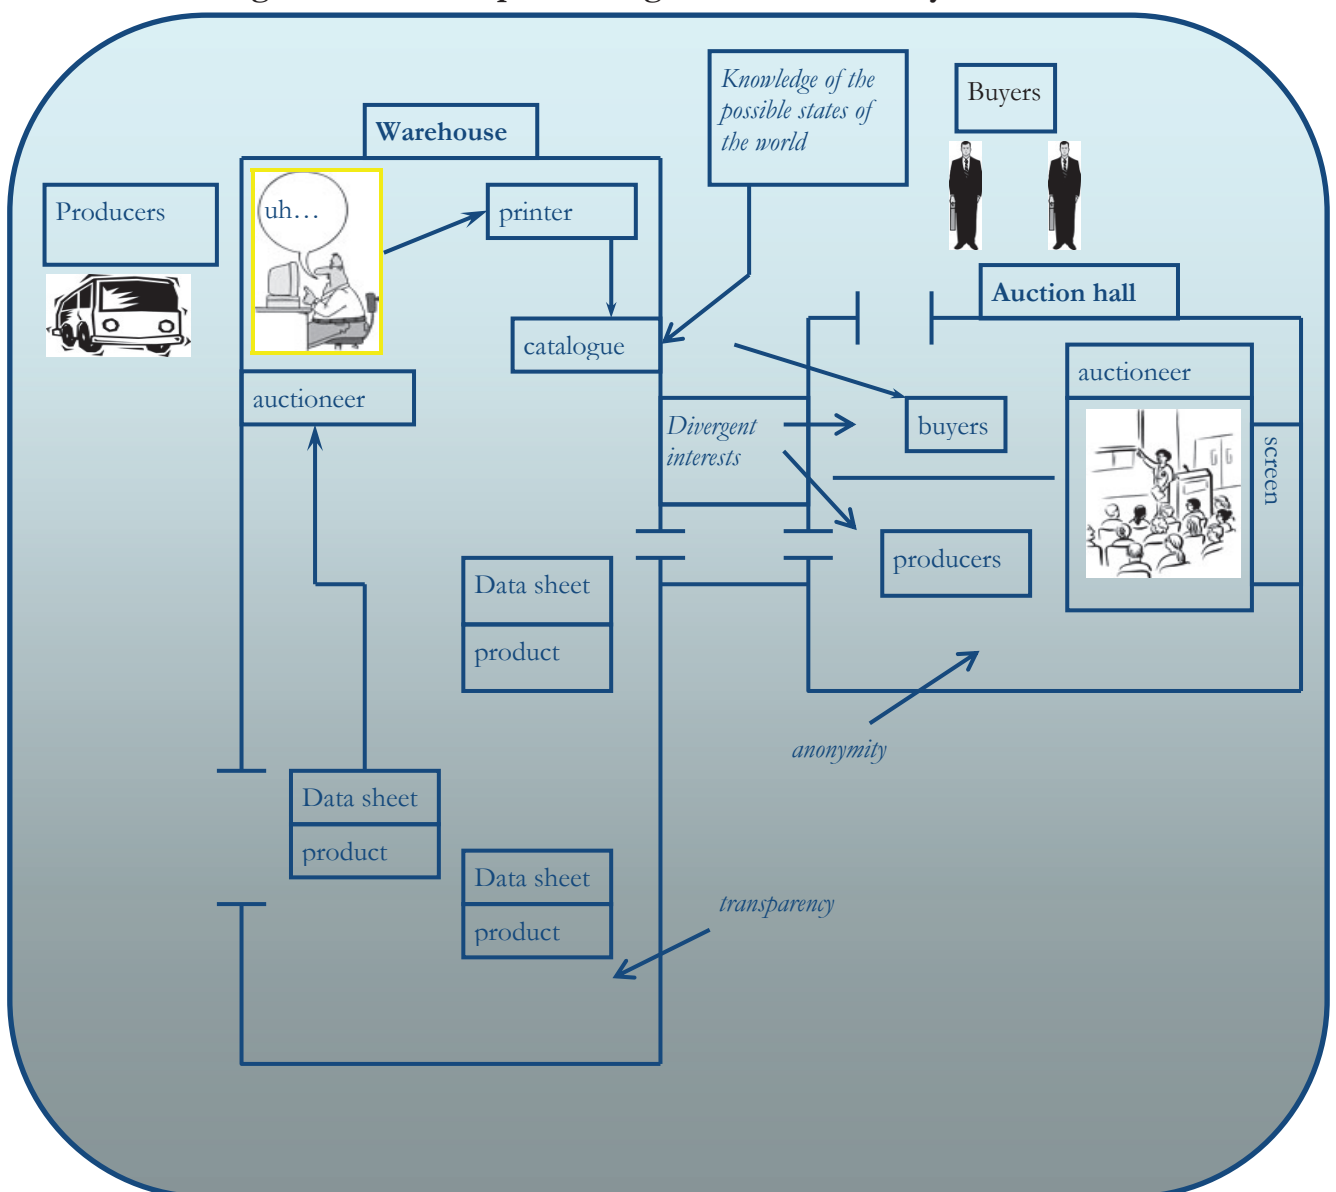 Knowledge of the
possible states of
the world
Buyers
Warehouse
Producers
uh…
printer
Auction hall
catalogue
auctioneer
auctioneer
Divergent
interests
buyers
screen
producers
Data sheet
product
anonymity
Data sheet
product
Data sheet
product
transparency